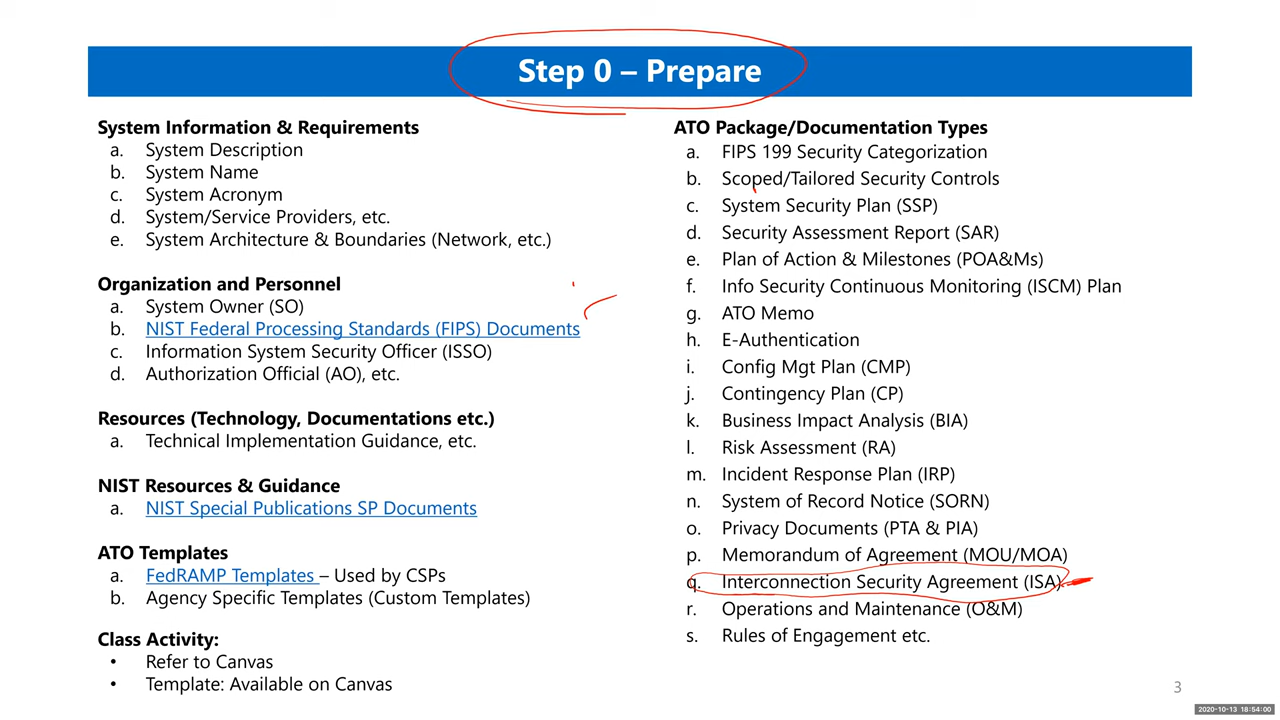 Step 0 – Prepare
System Information & Requirements
a. System Description
b. System Name
c. System Acronym
d. System/Service Providers, etc.
e. System Architecture & Boundaries (Network, etc.)
Organization and Personnel
a. System Owner (SO)
b. NIST Federal Processing Standards (FIPS) Documents
c. Information System Security Officer (ISSO)
d. Authorization Official (AO), etc.
Resources (Technology, Documentations etc.)
a. Technical Implementation Guidance, etc.
NIST Resources & Guidance
a. NIST Special Publications SP Documents
ATO Templates
a. FedRAMP Templates – Used by CSPs
b. Agency Specific Templates (Custom Templates)
Class Activity:
• Refer to Canvas
• Template: Available on Canvas
ATO Package/Documentation Types
a. FIPS 199 Security Categorization
b. Scoped/Tailored Security Controls
c. System Security Plan (SSP)
d. Security Assessment Report (SAR)
e. Plan of Action & Milestones (POA&Ms)
f. Info Security Continuous Monitoring (ISCM) Plan
g. ATO Memo
h. E-Authentication
i. Config Mgt Plan (CMP)
j. Contingency Plan (CP)
k. Business Impact Analysis (BIA)
l. Risk Assessment (RA)
m. Incident Response Plan (IRP)
n. System of Record Notice (SORN)
o. Privacy Documents (PTA & PIA)
p. Memorandum of Agreement (MOU/MOA)
q. Interconnection Security Agreement (ISA)
r. Operations and Maintenance (O&M)
s. Rules of Engagement etc.
3
2020-10-13 18:54:00